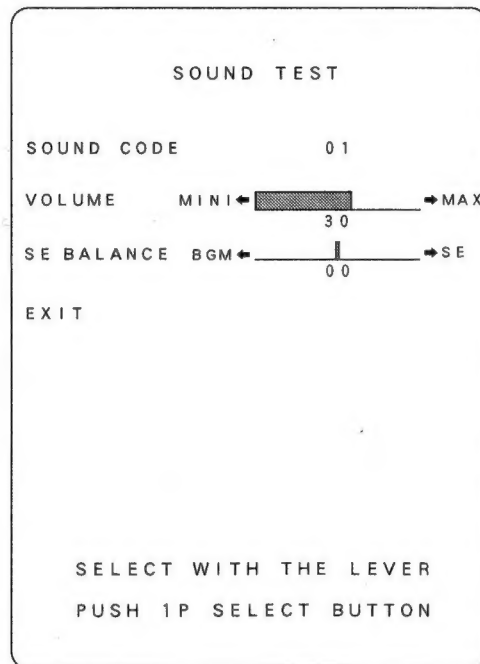 SOUND TEST
SOUND CODE 01
VOLUME MINI⬅ ➡MAX
30
SE BALANCE BGM⬅ ➡SE
00
EXIT
SELECT WITH THE LEVER
PUSH 1P SELECT BUTTON